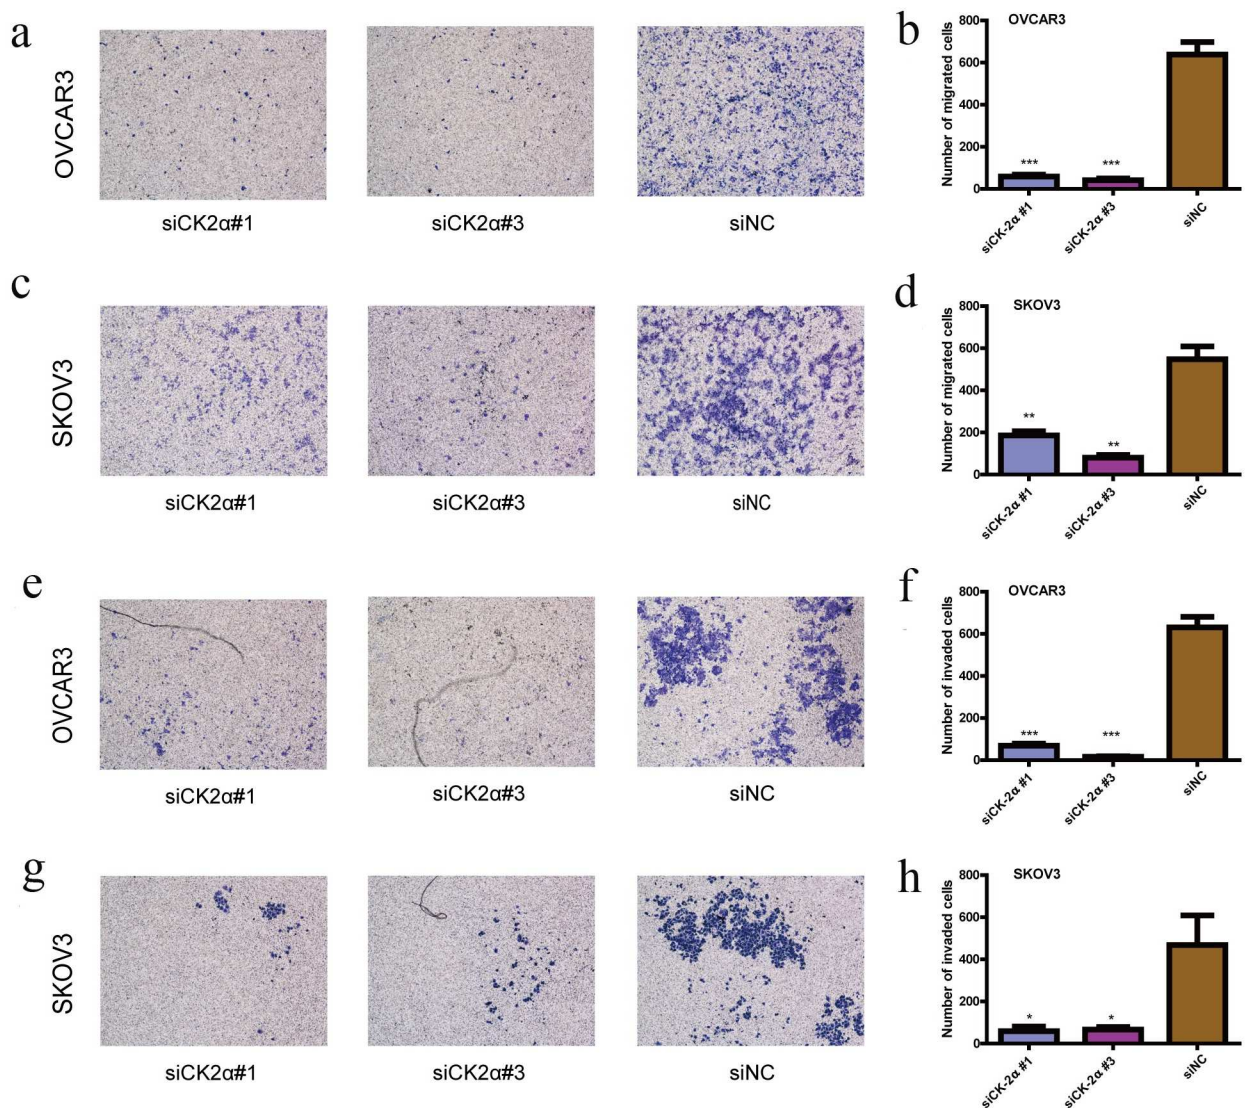 a
OVCAR3
siCK2α#1
siCK2α#3
siNC
b
OVCAR3
Number of migrated cells
800
600
400
200
0
***
***
siCK-2α #1
siCK-2α #3
siNC
c
SKOV3
siCK2α#1
siCK2α#3
siNC
d
SKOV3
Number of migrated cells
800
600
400
200
0
**
**
siCK-2α #1
siCK-2α #3
siNC
e
OVCAR3
siCK2α#1
siCK2α#3
siNC
f
OVCAR3
Number of invaded cells
800
600
400
200
0
***
***
siCK-2α #1
siCK-2α #3
siNC
g
SKOV3
siCK2α#1
siCK2α#3
siNC
h
SKOV3
Number of invaded cells
800
600
400
200
0
*
*
siCK-2α #1
siCK-2α #3
siNC